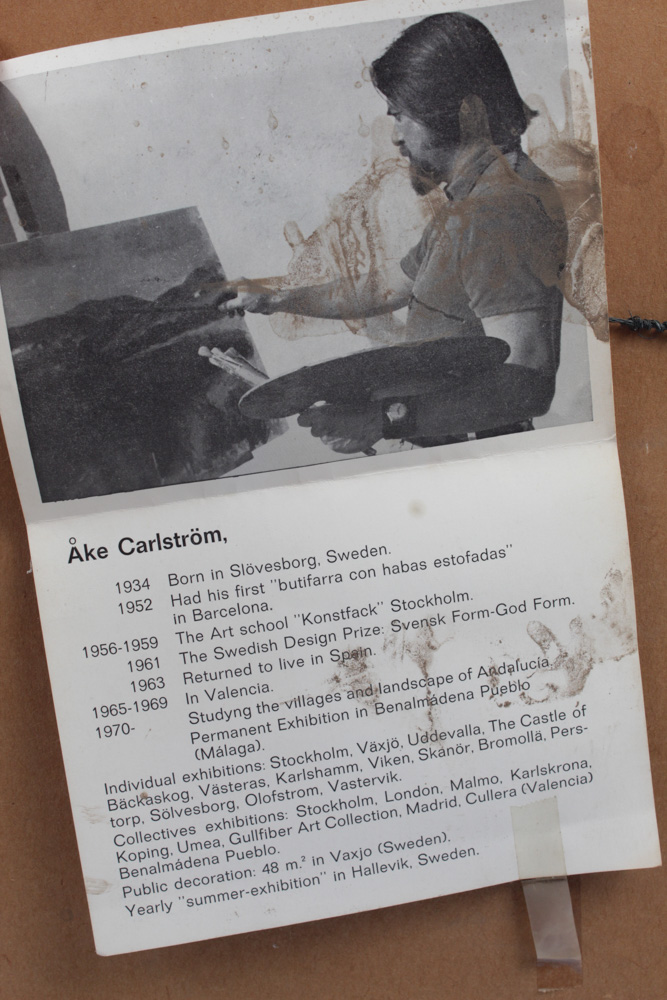 Åke Carlström,
1934 Born in Slövesborg, Sweden.
1952 Had his first "butifarra con habas estofadas"
in Barcelona.
1956-1959 The Art school "Konstfack" Stockholm.
1961 The Swedish Design Prize: Svensk Form-God Form.
1963 Returned to live in Spain.
1965-1969 In Valencia.
1970- Studyng the villages and landscape of Andalucía.
Permanent Exhibition in Benalmádena Pueblo
(Málaga).
Individual exhibitions: Stockholm, Växjö, Uddevalla, The Castle of
Bäckaskog, Västeras, Karlshamm, Viken, Skánör, Bromollä, Pers-
torp, Sölvesborg, Olofstrom, Vastervik.
Collectives exhibitions: Stockholm, London, Malmo, Karlskrona,
Koping, Umea, Gullfiber Art Collection, Madrid, Cullera (Valencia)
Benalmádena Pueblo.
Public decoration: 48 m.² in Vaxjo (Sweden).
Yearly "summer-exhibition" in Hallevik, Sweden.